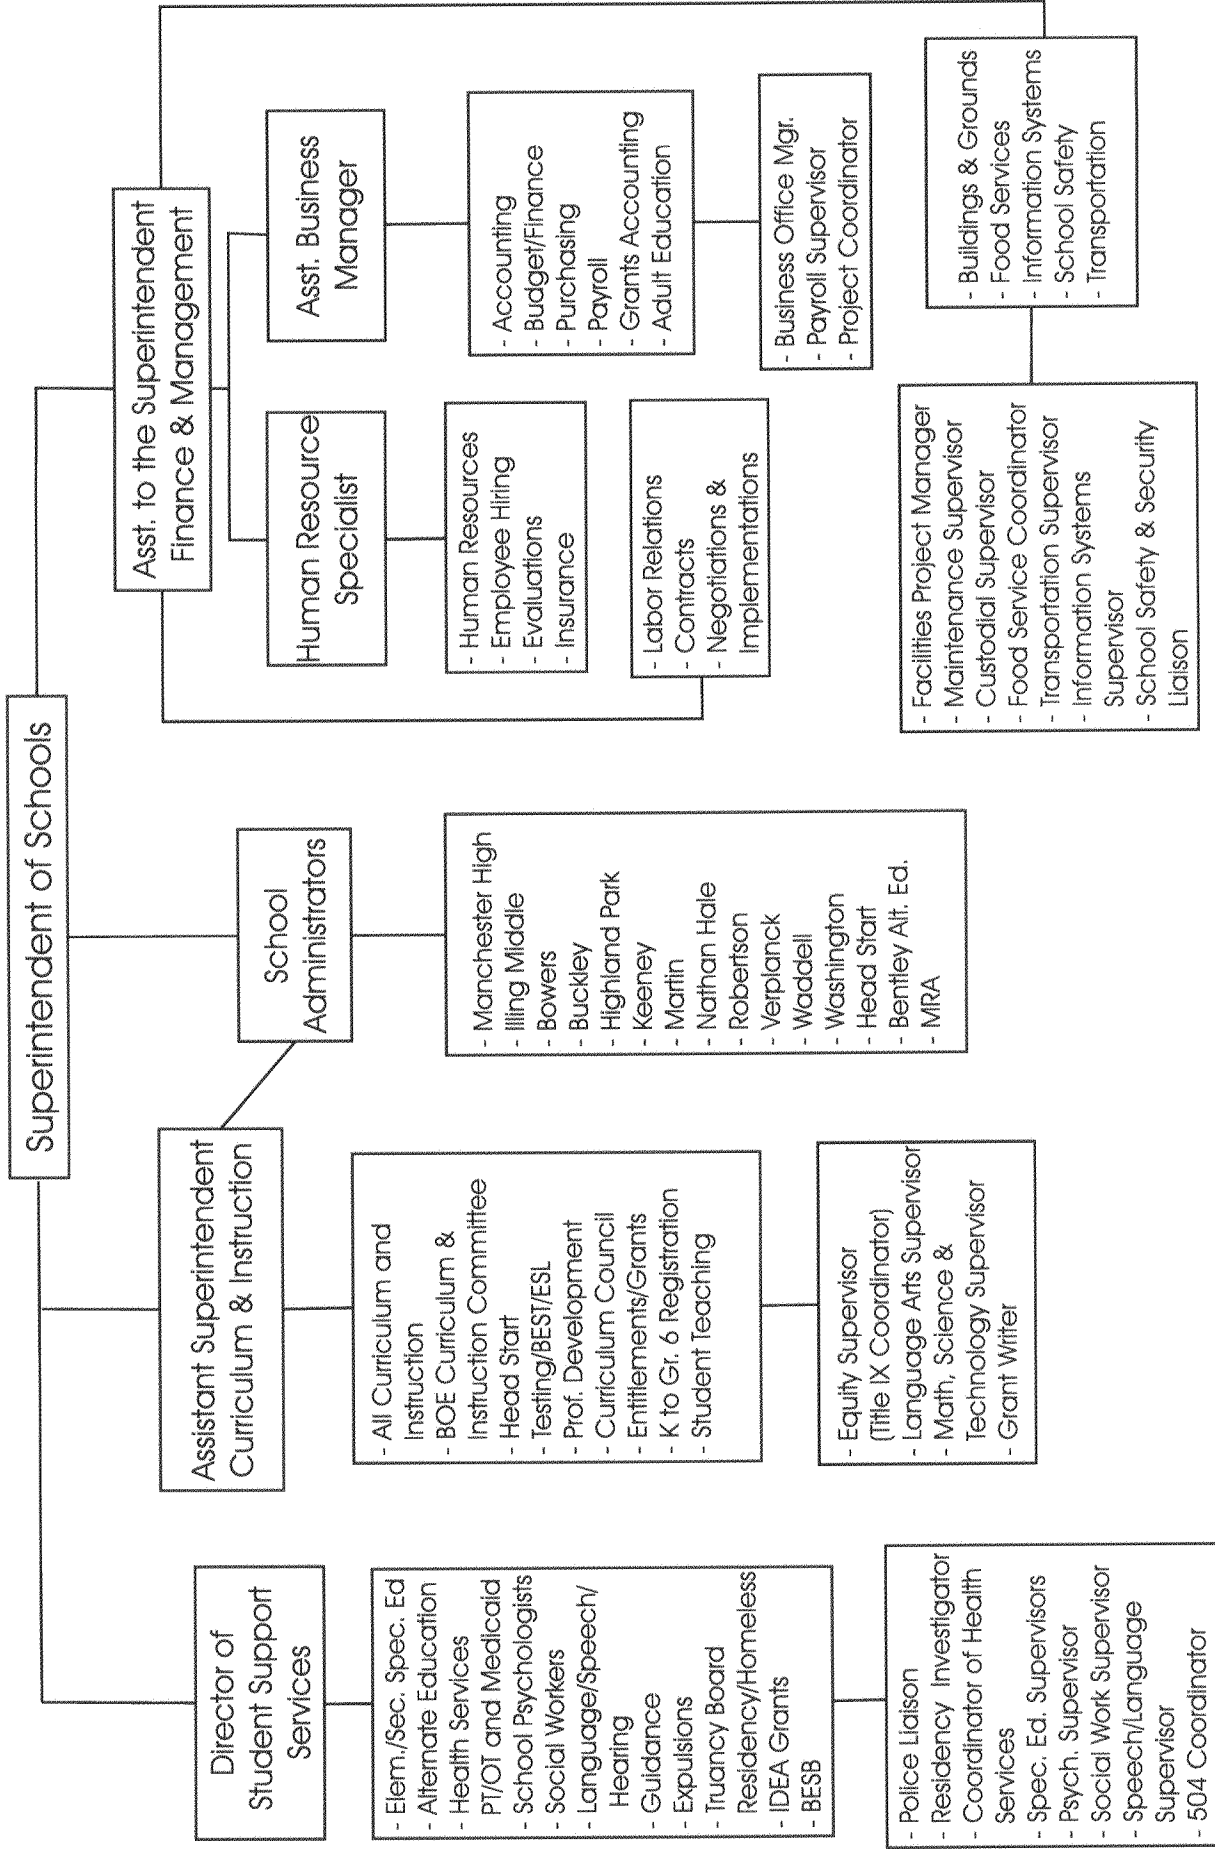 Superintendent of Schools
Director of
Student Support
Services
- Elem./Sec. Spec. Ed
- Alternate Education
- Health Services
PT/OT and Medicaid
- School Psychologists
- Social Workers
- Language/Speech/
Hearing
- Guidance
- Expulsions
- Truancy Board
- Residency/Homeless
- IDEA Grants
- BESB
- Police Liaison
- Residency Investigator
- Coordinator of Health
Services
- Spec. Ed. Supervisors
- Psych. Supervisor
- Social Work Supervisor
- Speech/Language
Supervisor
- 504 Coordinator
Assistant Superintendent
Curriculum & Instruction
- All Curriculum and
Instruction
- BOE Curriculum &
Instruction Committee
- Head Start
- Testing/BEST/ESL
- Prof. Development
- Curriculum Council
- Entitlements/Grants
- K to Gr. 6 Registration
- Student Teaching
- Equity Supervisor
(Title IX Coordinator)
- Language Arts Supervisor
- Math, Science &
Technology Supervisor
- Grant Writer
School
Administrators
- Manchester High
- Illing Middle
- Bowers
- Buckley
- Highland Park
- Keeney
- Martin
- Nathan Hale
- Robertson
- Verplanck
- Waddell
- Washington
- Head Start
- Bentley Alt. Ed.
- MRA
Asst. to the Superintendent
Finance & Management
Human Resource
Specialist
- Human Resources
- Employee Hiring
- Evaluations
- Insurance
- Labor Relations
- Contracts
- Negotiations &
Implementations
Asst. Business
Manager
- Accounting
- Budget/Finance
- Purchasing
- Payroll
- Grants Accounting
- Adult Education
- Business Office Mgr.
- Payroll Supervisor
- Project Coordinator
- Facilities Project Manager
- Maintenance Supervisor
- Custodial Supervisor
- Food Service Coordinator
- Transportation Supervisor
- Information Systems
Supervisor
- School Safety & Security
Liaison
- Buildings & Grounds
- Food Services
- Information Systems
- School Safety
- Transportation